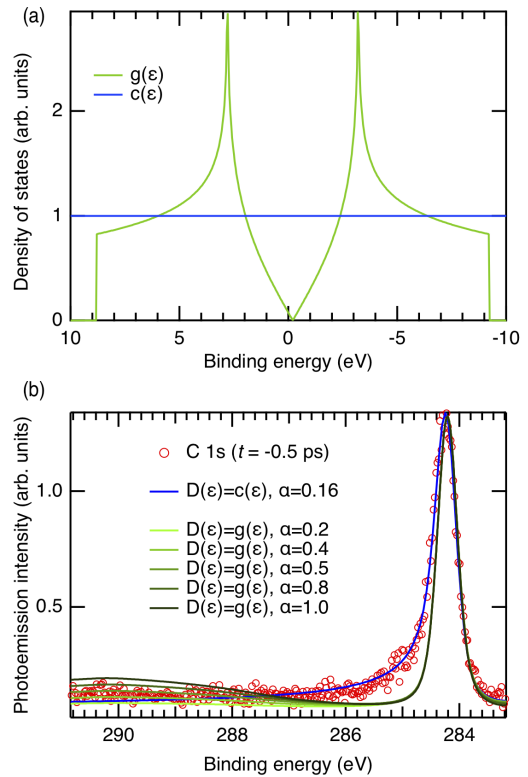 (a)
Density of states (arb. units)
2
1
0
g(ε)
c(ε)
10
5
0
-5
-10
Binding energy (eV)
(b)
Photoemission intensity (arb. units)
1.0
0.5
C 1s (t = -0.5 ps)
D(ε)=c(ε), α=0.16
D(ε)=g(ε), α=0.2
D(ε)=g(ε), α=0.4
D(ε)=g(ε), α=0.5
D(ε)=g(ε), α=0.8
D(ε)=g(ε), α=1.0
290
288
286
284
Binding energy (eV)